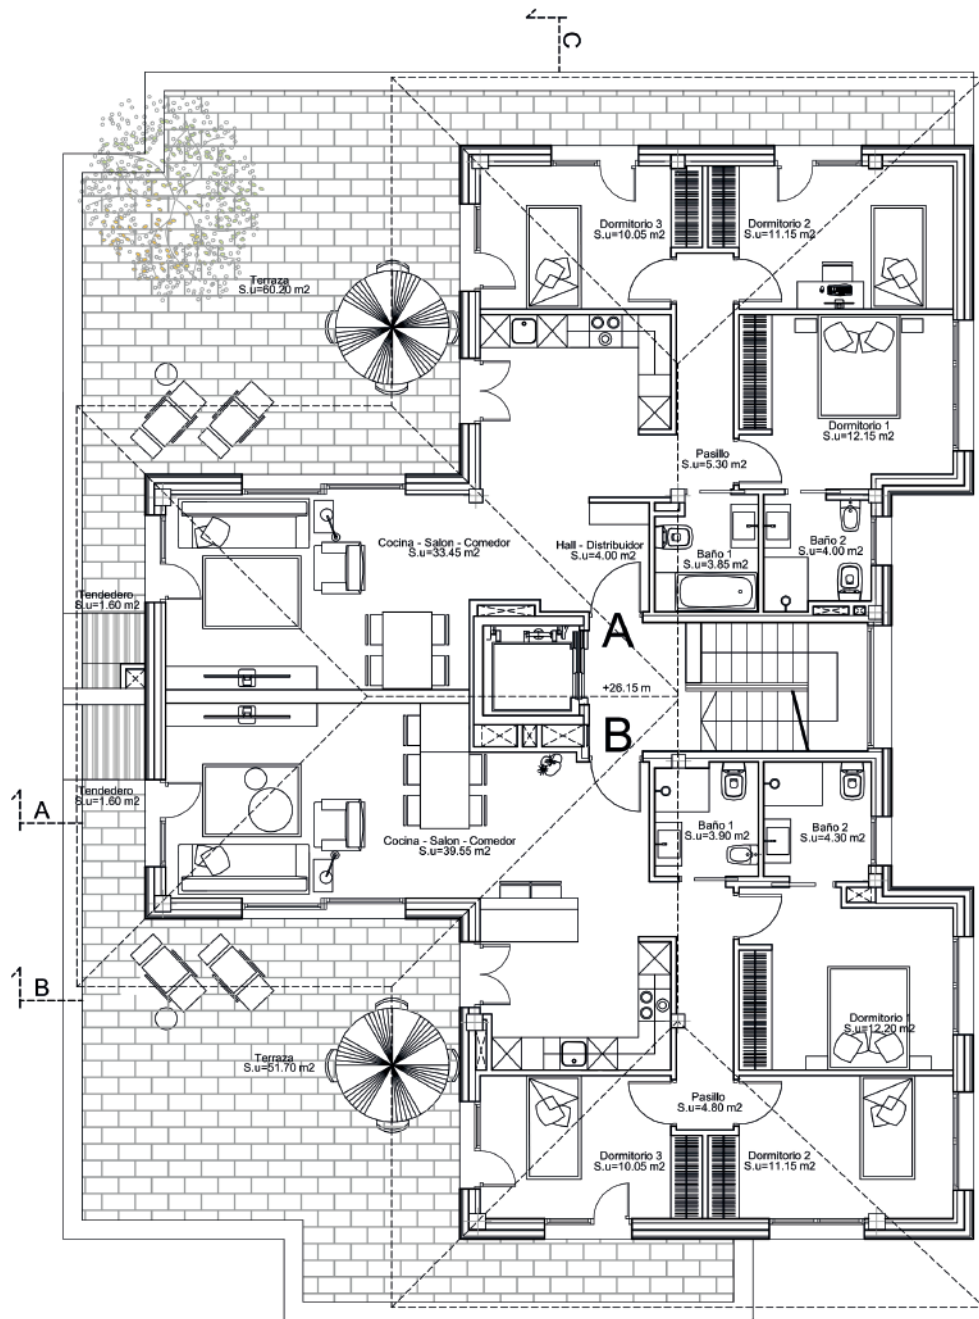 C
Dormitorio 3
S.u=10.05 m2
Dormitorio 2
S.u=11.15 m2
Terraza
S.u=60.20 m2
Dormitorio 1
S.u=12.15 m2
Pasillo
S.u=5.30 m2
Cocina - Salon - Comedor
S.u=33.45 m2
Hall - Distribuidor
S.u=4.00 m2
Baño 1
S.u=3.85 m2
Baño 2
S.u=4.00 m2
Tendedero
S.u=1.60 m2
A
+26.15 m
B
Tendedero
S.u=1.60 m2
A
Cocina - Salon - Comedor
S.u=39.55 m2
Baño 1
S.u=3.90 m2
Baño 2
S.u=4.30 m2
B
Dormitorio 1
S.u=12.20 m2
Terraza
S.u=51.70 m2
Pasillo
S.u=4.80 m2
Dormitorio 3
S.u=10.05 m2
Dormitorio 2
S.u=11.15 m2